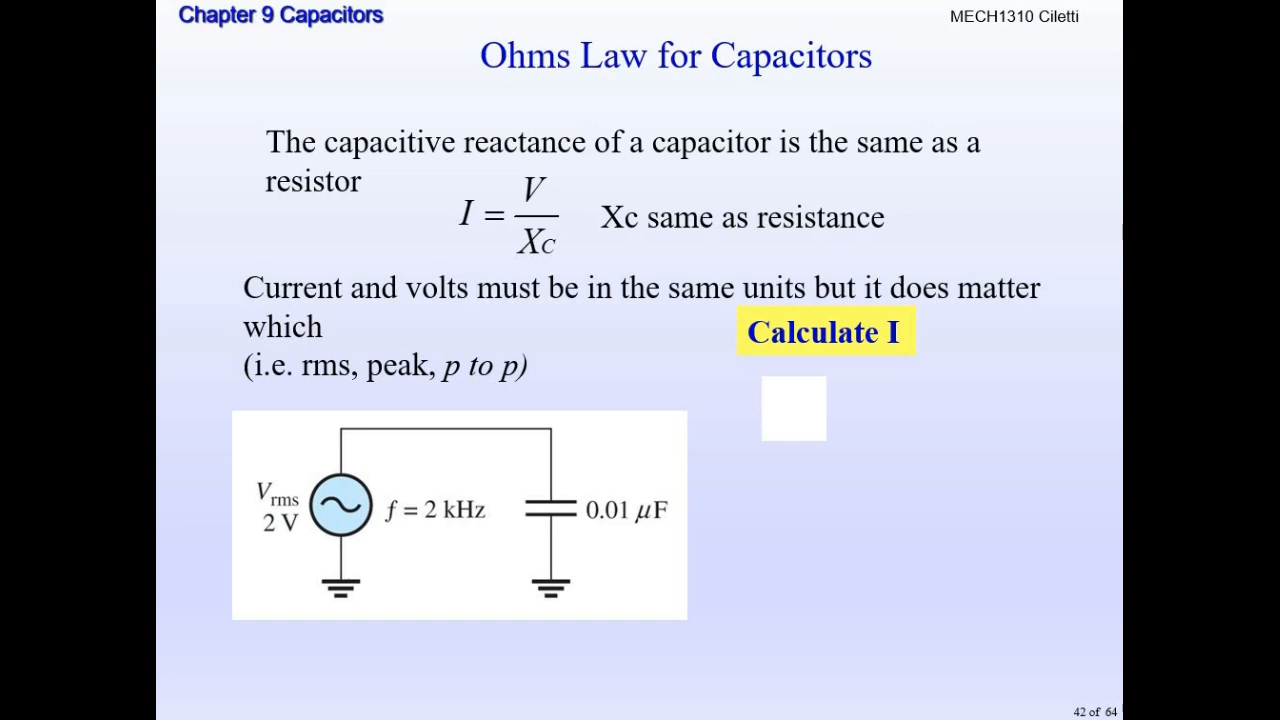 Chapter 9 Capacitors
MECH1310 Ciletti
Ohms Law for Capacitors
The capacitive reactance of a capacitor is the same as a
resistor
I = V / XC
Xc same as resistance
Current and volts must be in the same units but it does matter
which
(i.e. rms, peak, p to p)
Calculate I
Vrms
2 V
f = 2 kHz
0.01 µF
42 of 64